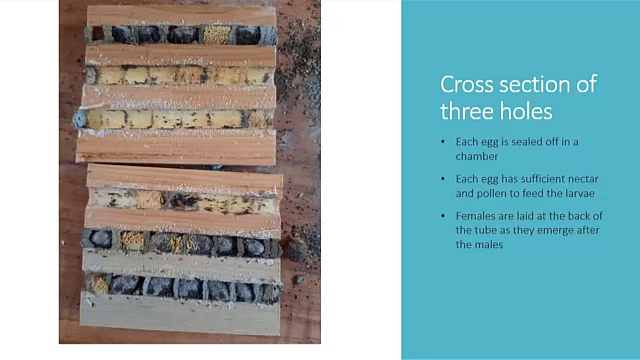 Cross section of
three holes
• Each egg is sealed off in a
chamber
• Each egg has sufficient nectar
and pollen to feed the larvae
• Females are laid at the back of
the tube as they emerge after
the males